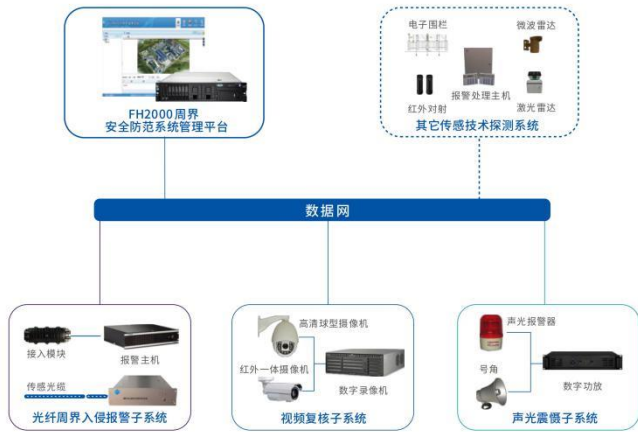 FH2000周界
安全防范系统管理平台
电子围栏
微波雷达
红外对射
报警处理主机
激光雷达
其它传感技术探测系统
数据网
接入模块
报警主机
传感光缆
光纤周界入侵报警子系统
高清球型摄像机
红外一体摄像机
数字录像机
视频复核子系统
声光报警器
号角
数字功放
声光震慑子系统